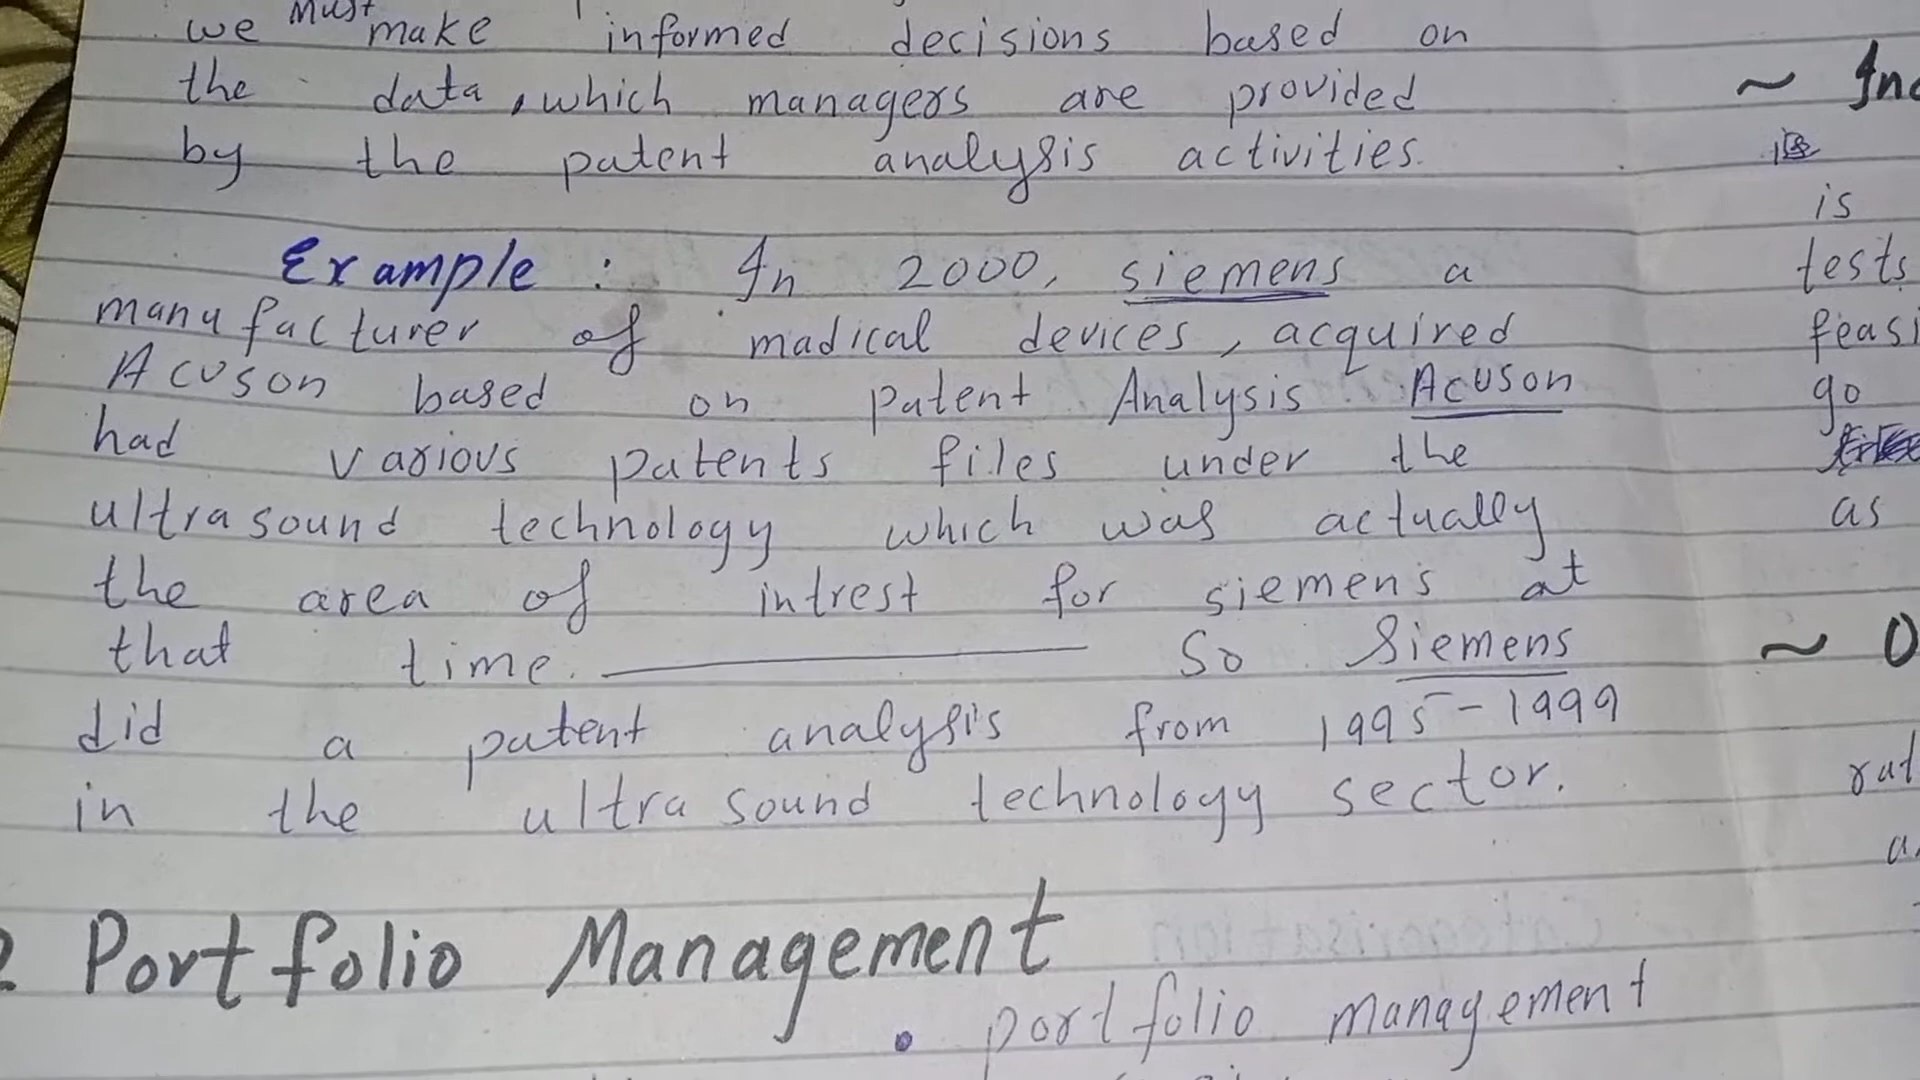 we must make informed decisions based on
the data, which managers are provided
by the patent analysis activities.
Example : In 2000, siemens a
manufacturer of madical devices, acquired
Acuson based on patent Analysis Acuson
had various patents files under the
ultrasound technology which was actually
the area of intrest for siemens at
that time. So Siemens
did a patent analysis from 1995-1999
in the ultra sound technology sector.
Portfolio Management
• portfolio management
~
is
tests
go
as
~